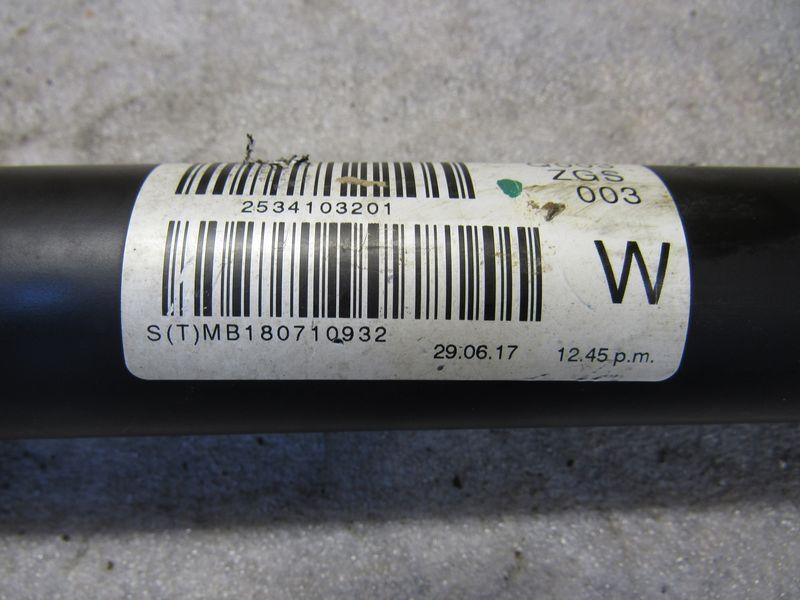 ZGS
2534103201
003
W
S(T)MB180710932
29.06.17 12.45 p.m.